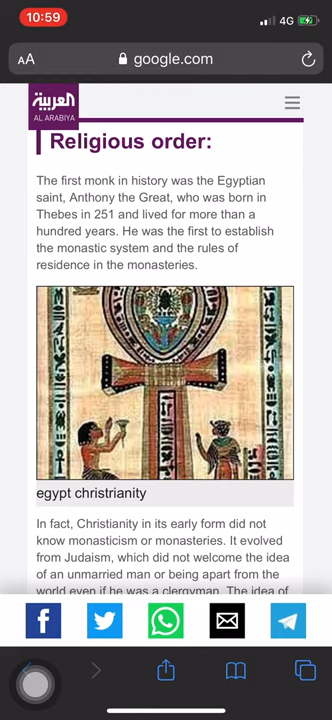 10:59
4G
AA
google.com
العربية
AL ARABIYA
Religious order:
The first monk in history was the Egyptian
saint, Anthony the Great, who was born in
Thebes in 251 and lived for more than a
hundred years. He was the first to establish
the monastic system and the rules of
residence in the monasteries.
egypt christrianity
In fact, Christianity in its early form did not
know monasticism or monasteries. It evolved
from Judaism, which did not welcome the idea
of an unmarried man or being apart from the
world even if he was a clergyman. The idea of